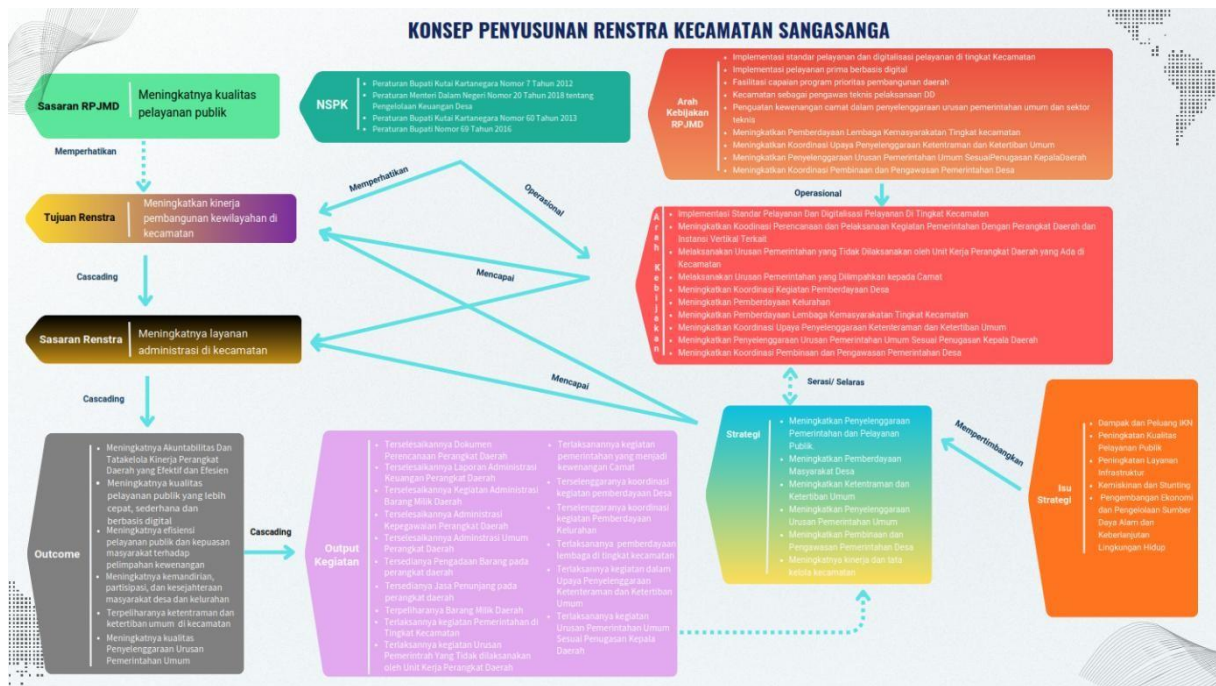 KONSEP PENYUSUNAN RENSTRA KECAMATAN SANGASANGA
Sasaran RPJMD
Meningkatnya kualitas
pelayanan publik
NSPK
Peraturan Bupati Kutai Kartanegara Nomor 7 Tahun 2012
Peraturan Menteri Dalam Negeri Nomor 20 Tahun 2018 tentang
Pengelolaan Keuangan Desa
Peraturan Bupati Kutai Kartanegara Nomor 60 Tahun 2013
Peraturan Bupati Nomor 69 Tahun 2016
Arah
Kebijakan
RPJMD
Implementasi standar pelayanan dan digitalisasi pelayanan di tingkat Kecamatan
Implementasi pelayanan prima berbasis digital
Fasilitasi capaian program prioritas pembangunan daerah
Kecamatan sebagai pengawas teknis pelaksanaan DD
Penguatan kewenangan camat dalam penyelenggaraan urusan pemerintahan umum dan sektor
teknis
Meningkatkan Pemberdayaan Lembaga Kemasyarakatan Tingkat kecamatan
Meningkatkan Koordinasi Upaya Penyelenggaraan Ketentraman dan Ketertiban Umum
Meningkatkan Penyelenggaraan Urusan Pemerintahan Umum SesuaiPenugasan KepalaDaerah
Meningkatkan Koordinasi Pembinaan dan Pengawasan Pemerintahan Desa
Memperhatikan
Memperhatikan
Operasional
Operasional
Tujuan Renstra
Meningkatkan kinerja
pembangunan kewilayahan di
kecamatan
Arah Kebijakan
Implementasi Standar Pelayanan Dan Digitalisasi Pelayanan Di Tingkat Kecamatan
Meningkatkan Koodinasi Perencanaan dan Pelaksanaan Kegiatan Pemerintahan Dengan Perangkat Daerah dan
Instansi Vertikal Terkait
Melaksanakan Urusan Pemerintahan yang Tidak Dilaksanakan oleh Unit Kerja Perangkat Daerah yang Ada di
Kecamatan
Melaksanakan Urusan Pemerintahan yang Dilimpahkan kepada Camat
Meningkatkan Koordinasi Kegiatan Pemberdayaan Desa
Meningkatkan Pemberdayaan Kelurahan
Meningkatkan Pemberdayaan Lembaga Kemasyarakatan Tingkat Kecamatan
Meningkatkan Koordinasi Upaya Penyelenggaraan Ketenteraman dan Ketertiban Umum
Meningkatkan Penyelenggaraan Urusan Pemerintahan Umum Sesuai Penugasan Kepala Daerah
Meningkatkan Koordinasi Pembinaan dan Pengawasan Pemerintahan Desa
Cascading
Mencapai
Sasaran Renstra
Meningkatnya layanan
administrasi di kecamatan
Mencapai
Serasi/ Selaras
Cascading
Outcome
Meningkatnya Akuntabilitas Dan
Tatakelola Kinerja Perangkat
Daerah yang Efektif dan Efesien
Meningkatnya kualitas
pelayanan publik yang lebih
cepat, sederhana dan
berbasis digital
Meningkatnya efisiensi
pelayanan publik dan kepuasan
masyarakat terhadap
pelimpahan kewenangan
Meningkatnya kemandirian,
partisipasi, dan kesejahteraan
masyarakat desa dan kelurahan
Terpeliharanya ketentraman dan
ketertiban umum di kecamatan
Meningkatnya kualitas
Penyelenggaraan Urusan
Pemerintahan Umum
Cascading
Output
Kegiatan
Terselesaikannya Dokumen
Perencanaan Perangkat Daerah
Terselesaikannya Laporan Administrasi
Keuangan Perangkat Daerah
Terselesaikannya Kegiatan Administrasi
Barang Milik Daerah
Terselesaikannya Administrasi
Kepegawaian Perangkat Daerah
Terselesaikannya Adminstrasi Umum
Perangkat Daerah
Tersedianya Pengadaan Barang pada
perangkat daerah
Tersedianya Jasa Penunjang pada
perangkat daerah
Terpeliharanya Barang Milik Daerah
Terlaksannya kegiatan Pemerintahan di
Tingkat Kecamatan
Terlaksannya kegiatan Urusan
Pemerintrah Yang Tidak dilaksanakan
oleh Unit Kerja Perangkat Daerah
Terlaksanannya kegiatan
pemerintahan yang menjadi
kewenangan Camat
Terselenggaranya koordinasi
kegiatan pemberdayaan Desa
Terselenggaranya koordinasi
kegiatan Pemberdayaan
Kelurahan
Terlaksananya pemberdayaan
lembaga di tingkat kecamatan
Terlaksananya kegiatan dalam
Upaya Penyelenggaraan
Ketenteraman dan Ketertiban
Umum
Terlaksananya kegiatan
Urusan Pemerintahan Umum
Sesuai Penugasan Kepala
Daerah
Strategi
Meningkatkan Penyelenggaraan
Pemerintahan dan Pelayanan
Publik
Meningkatkan Pemberdayaan
Masyarakat Desa
Meningkatkan Ketentraman dan
Ketertiban Umum
Meningkatkan Penyelenggaraan
Urusan Pemerintahan Umum
Meningkatkan Pembinaan dan
Pengawasan Pemerintahan Desa
Meningkatnya kinerja dan tata
kelola kecamatan
Mempertimbangkan
Isu
Strategi
Dampak dan Peluang IKN
Peningkatan Kualitas
Pelayanan Publik
Peningkatan Layanan
Infrastruktur
Kemiskinan dan Stunting
Pengembangan Ekonomi
dan Pengelolaan Sumber
Daya Alam dan
Keberlanjutan
Lingkungan Hidup